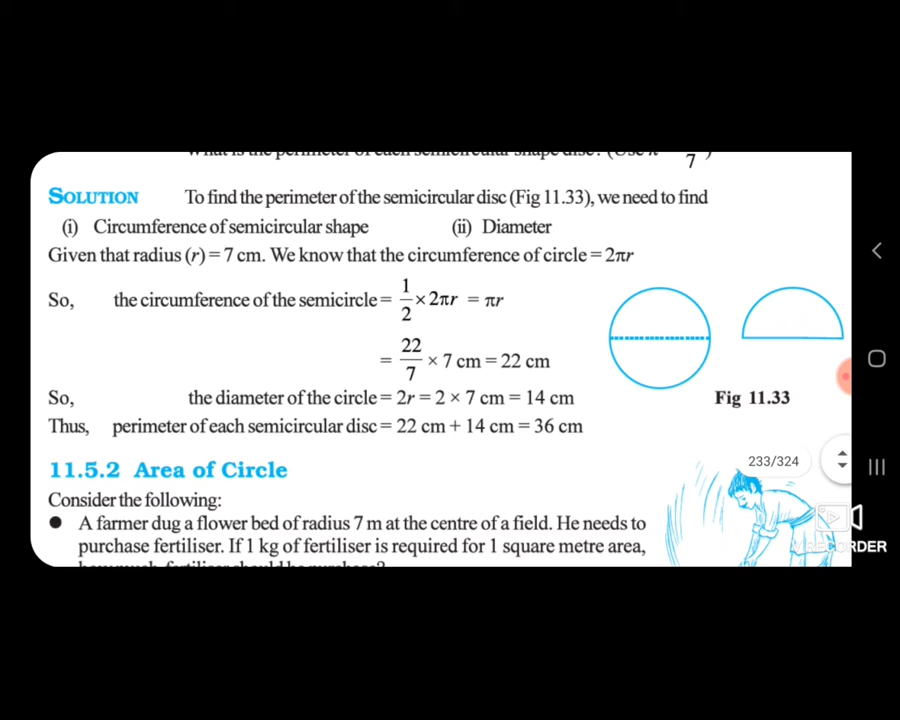 SOLUTION To find the perimeter of the semicircular disc (Fig 11.33), we need to find
(i) Circumference of semicircular shape (ii) Diameter
Given that radius (r) = 7 cm. We know that the circumference of circle = 2πr
So, the circumference of the semicircle = 1/2 × 2πr = πr
= 22/7 × 7 cm = 22 cm
So, the diameter of the circle = 2r = 2 × 7 cm = 14 cm
Thus, perimeter of each semicircular disc = 22 cm + 14 cm = 36 cm
Fig 11.33
11.5.2 Area of Circle
233/324
Consider the following:
● A farmer dug a flower bed of radius 7 m at the centre of a field. He needs to
purchase fertiliser. If 1 kg of fertiliser is required for 1 square metre area,